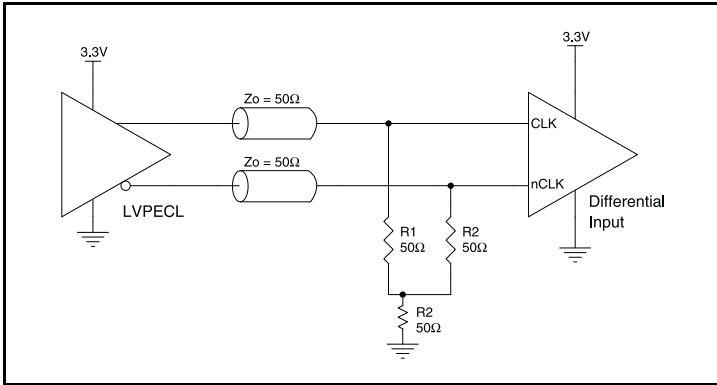 3.3V
3.3V
Zo = 50Ω
CLK
Zo = 50Ω
nCLK
LVPECL
Differential
Input
R1
50Ω
R2
50Ω
R2
50Ω